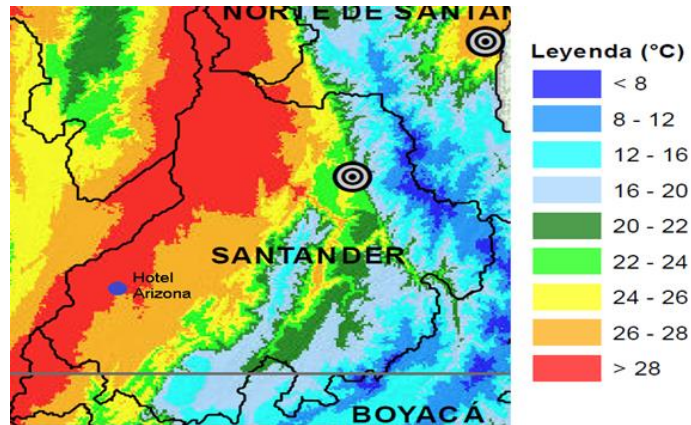 NORTE DE SANTAN
SANTANDER
Hotel
Arizona
BOYACÁ
Leyenda (°C)
< 8
8 - 12
12 - 16
16 - 20
20 - 22
22 - 24
24 - 26
26 - 28
> 28